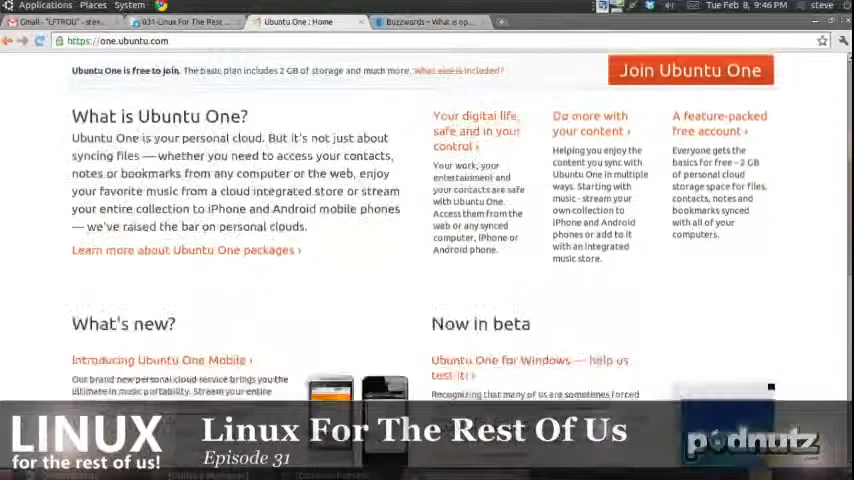 Applications Places System
Tue Feb 8, 9:46 PM steve
Gmail - "LFTROU" - stev...
031-Linux For The Rest ...
Ubuntu One : Home
Buzzwords – What is op...
https://one.ubuntu.com
Ubuntu One is free to join. The basic plan includes 2 GB of storage and much more. What else is included?
Join Ubuntu One
What is Ubuntu One?
Ubuntu One is your personal cloud. But it's not just about
syncing files — whether you need to access your contacts,
notes or bookmarks from any computer or the web, enjoy
your favorite music from a cloud integrated store or stream
your entire collection to iPhone and Android mobile phones
— we've raised the bar on personal clouds.
Learn more about Ubuntu One packages ›
Your digital life,
safe and in your
control ›
Your work, your
entertainment and
your contacts are safe
with Ubuntu One.
Access them from the
web or any synced
computer, iPhone or
Android phone.
Do more with
your content ›
Helping you enjoy the
content you sync with
Ubuntu One in multiple
ways. Starting with
music - stream your
own collection to
iPhone and Android
phones or add to it
with an integrated
music store.
A feature-packed
free account ›
Everyone gets the
basics for free – 2 GB
of personal cloud
storage space for files,
contacts, notes and
bookmarks synced
with all of your
computers.
What's new?
Introducing Ubuntu One Mobile ›
Our brand new personal cloud service brings you the
ultimate in music portability. Stream your entire
Now in beta
Ubuntu One for Windows — help us
test it! ›
Recognizing that many of us are sometimes forced
LINUX
for the rest of us!
Linux For The Rest Of Us
Episode 31
podnutz
.com